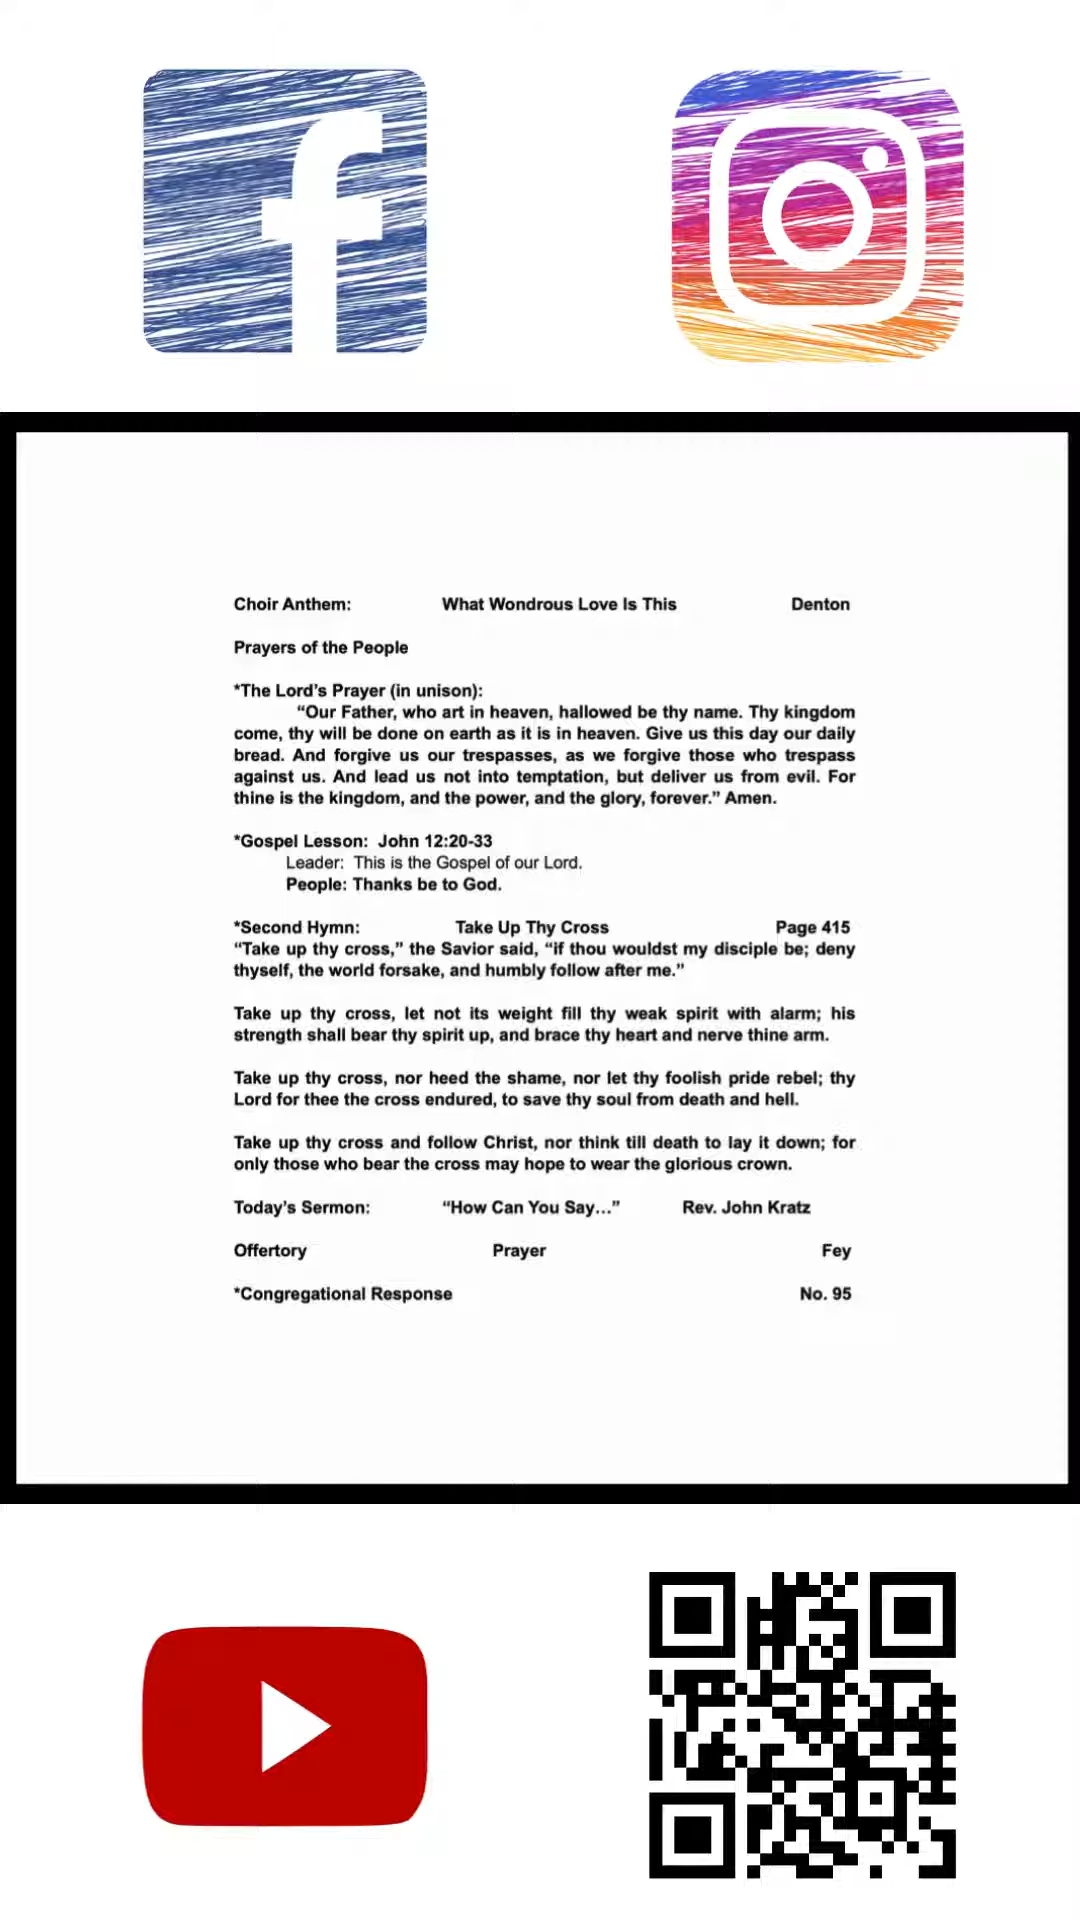 Choir Anthem: What Wondrous Love Is This Denton
Prayers of the People
*The Lord’s Prayer (in unison):
“Our Father, who art in heaven, hallowed be thy name. Thy kingdom
come, thy will be done on earth as it is in heaven. Give us this day our daily
bread. And forgive us our trespasses, as we forgive those who trespass
against us. And lead us not into temptation, but deliver us from evil. For
thine is the kingdom, and the power, and the glory, forever.” Amen.
*Gospel Lesson: John 12:20-33
Leader: This is the Gospel of our Lord.
People: Thanks be to God.
*Second Hymn: Take Up Thy Cross Page 415
“Take up thy cross,” the Savior said, “if thou wouldst my disciple be; deny
thyself, the world forsake, and humbly follow after me.”
Take up thy cross, let not its weight fill thy weak spirit with alarm; his
strength shall bear thy spirit up, and brace thy heart and nerve thine arm.
Take up thy cross, nor heed the shame, nor let thy foolish pride rebel; thy
Lord for thee the cross endured, to save thy soul from death and hell.
Take up thy cross and follow Christ, nor think till death to lay it down; for
only those who bear the cross may hope to wear the glorious crown.
Today’s Sermon: “How Can You Say…” Rev. John Kratz
Offertory Prayer Fey
*Congregational Response No. 95